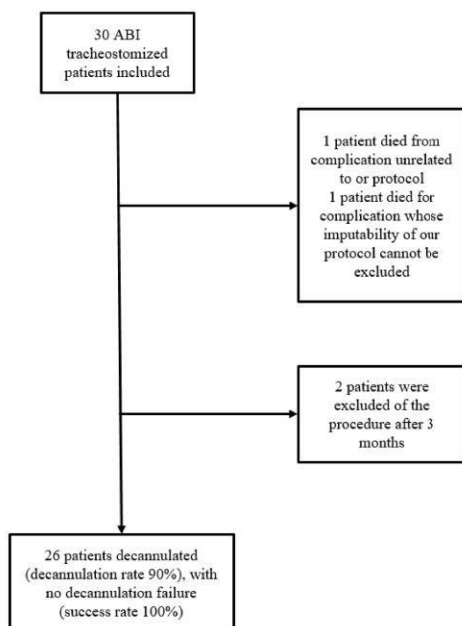 30 ABI
tracheostomized
patients included
1 patient died from
complication unrelated
to or protocol
1 patient died for
complication whose
imputability of our
protocol cannot be
excluded
2 patients were
excluded of the
procedure after 3
months
26 patients decannulated
(decannulation rate 90%), with
no decannulation failure
(success rate 100%)